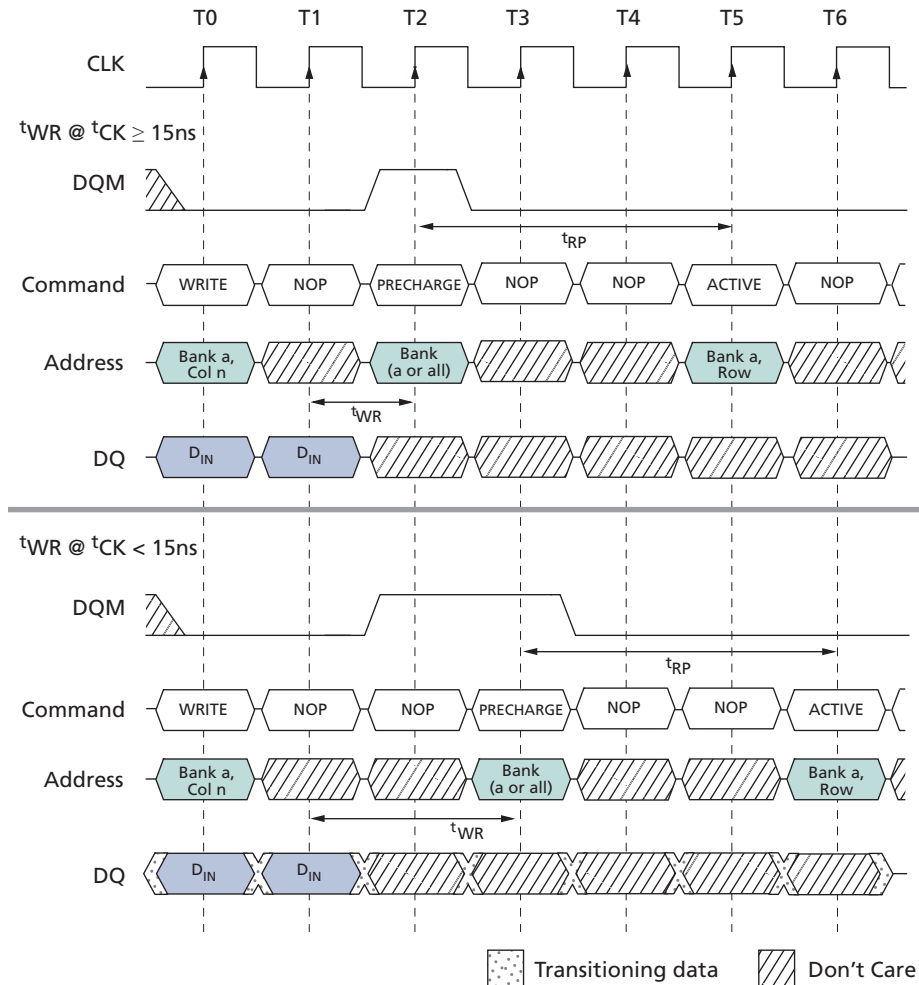 T0 T1 T2 T3 T4 T5 T6
CLK
tWR @ tCK ≥ 15ns
DQM
tRP
Command WRITE NOP PRECHARGE NOP NOP ACTIVE NOP
Address Bank a, Col n Bank (a or all) Bank a, Row
tWR
DQ DIN DIN
tWR @ tCK < 15ns
DQM
tRP
Command WRITE NOP NOP PRECHARGE NOP NOP ACTIVE
Address Bank a, Col n Bank (a or all) Bank a, Row
tWR
DQ DIN DIN
Transitioning data Don't Care